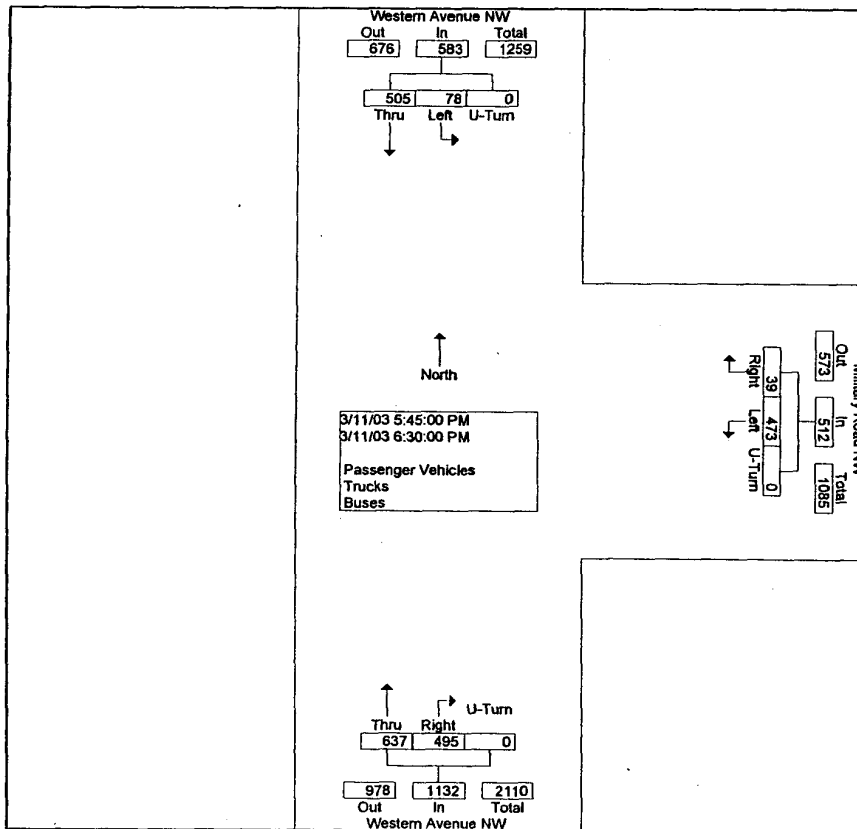 Western Avenue NW
Out In Total
676 583 1259
505 78 0
Thru Left U-Turn
North
3/11/03 5:45:00 PM
3/11/03 6:30:00 PM
Passenger Vehicles
Trucks
Buses
Out In Total
573 512 1085
39 473 0
Right Left U-Turn
U-Turn
Thru Right
637 495 0
978 1132 2110
Out In Total
Western Avenue NW